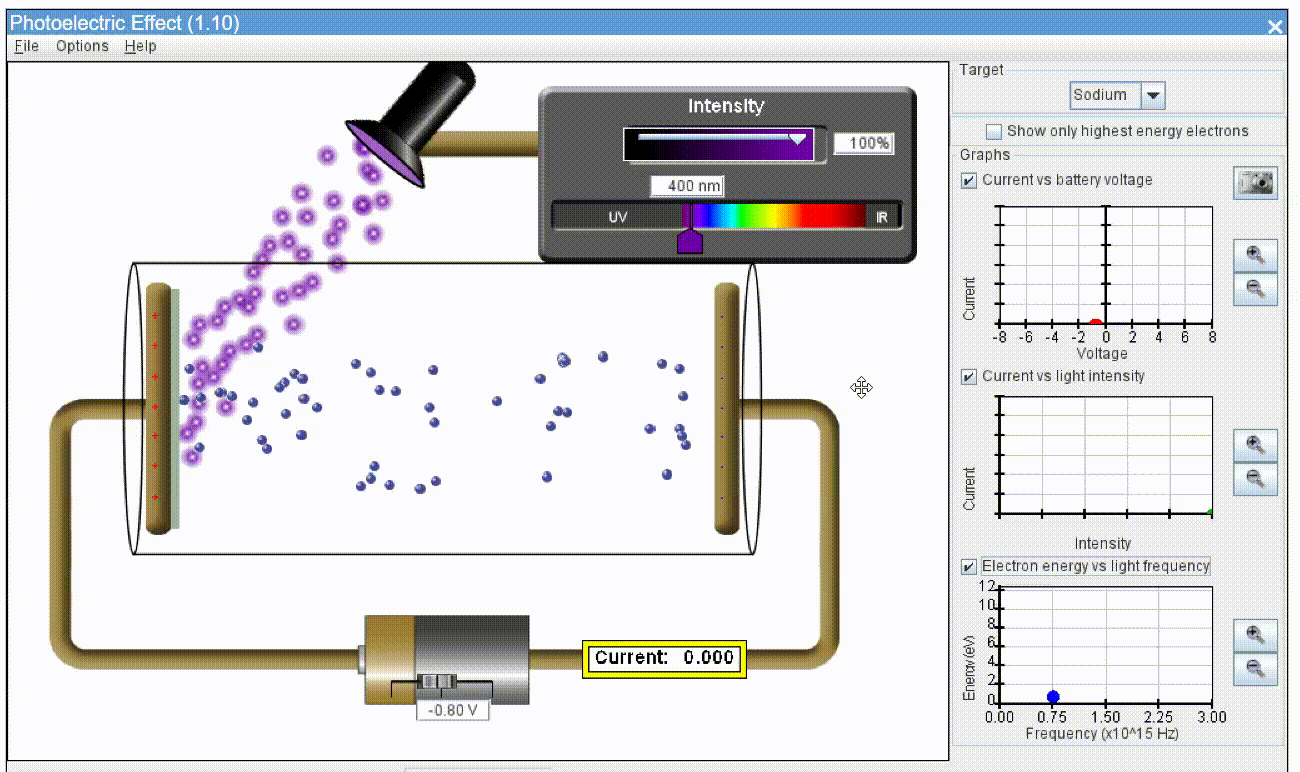 Photoelectric Effect (1.10)
File Options Help
Intensity
100%
400 nm
UV
IR
+
+
+
+
+
+
+
-
-
-
-
-
-
-
Current: 0.000
-0.80 V
Target
Sodium
Show only highest energy electrons
Graphs
Current vs battery voltage
Current
-8 -6 -4 -2 0 2 4 6 8
Voltage
Current vs light intensity
Current
Intensity
Electron energy vs light frequency
12
10
8
6
4
2
0
Energy (eV)
0.00 0.75 1.50 2.25 3.00
Frequency (x10^15 Hz)